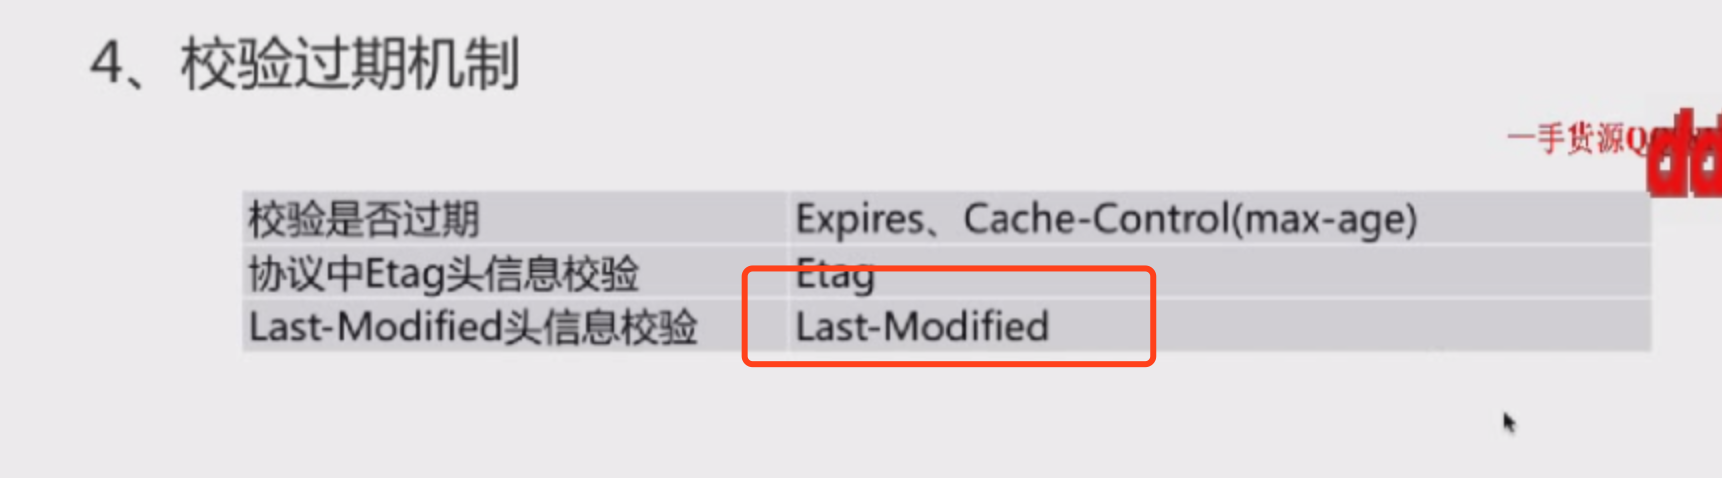 4、校验过期机制
一手货源Q
dd
校验是否过期 Expires、Cache-Control(max-age)
协议中Etag头信息校验 Etag
Last-Modified头信息校验 Last-Modified